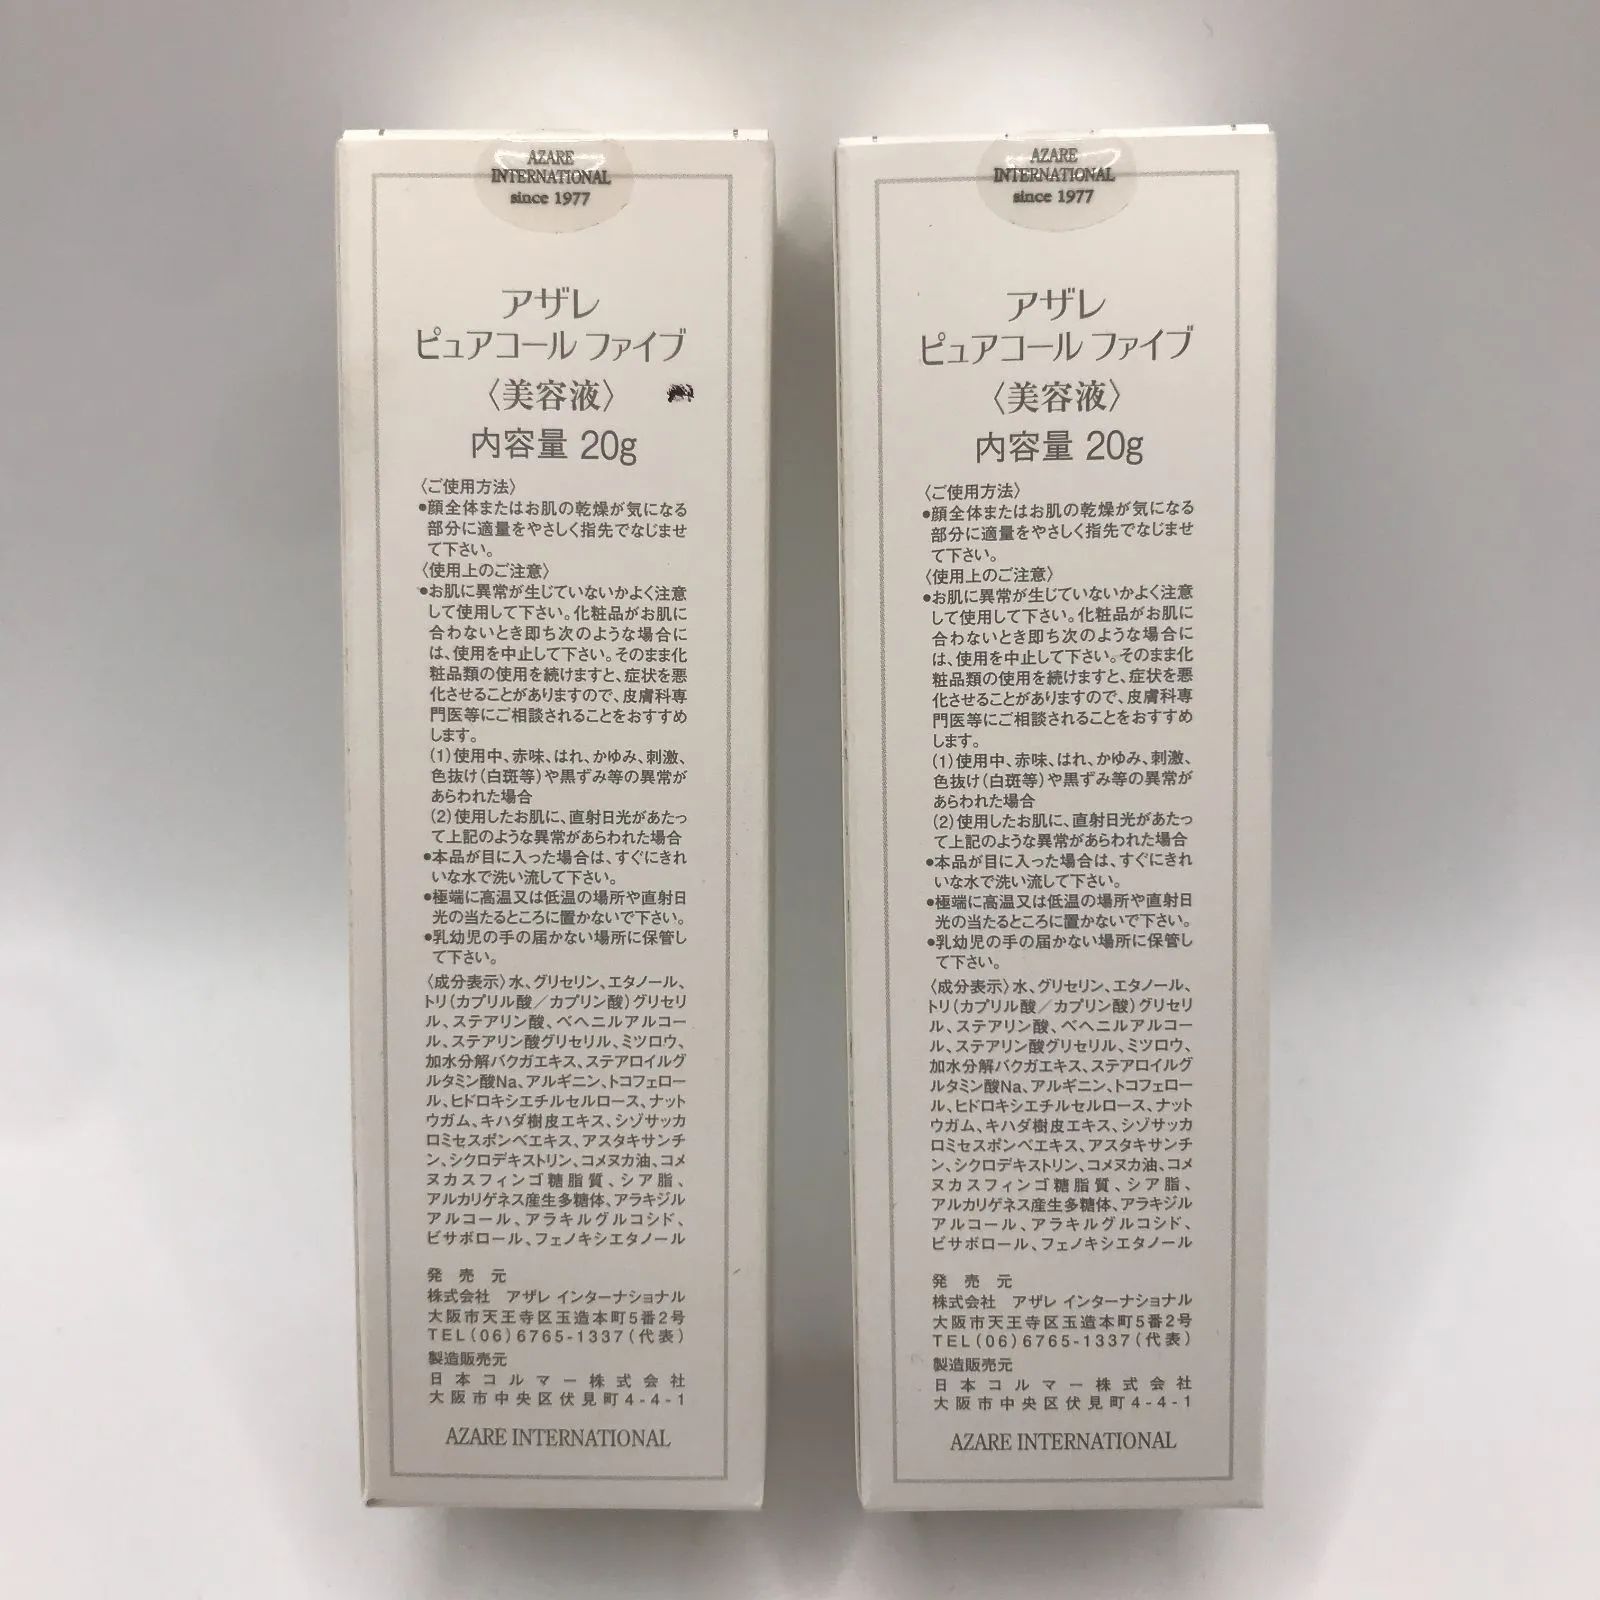 AZARE
INTERNATIONAL
since 1977
アザレ
ピュアコール ファイブ
〈美容液〉
内容量 20g
〈ご使用方法〉
●顔全体またはお肌の乾燥が気になる
部分に適量をやさしく指先でなじませ
て下さい。
〈使用上のご注意〉
●お肌に異常が生じていないかよく注意
して使用して下さい。化粧品がお肌に
合わないとき即ち次のような場合に
は、使用を中止して下さい。そのまま化
粧品類の使用を続けますと、症状を悪
化させることがありますので、皮膚科専
門医等にご相談されることをおすすめ
します。
(1)使用中、赤味、はれ、かゆみ、刺激、
色抜け(白斑等)や黒ずみ等の異常が
あらわれた場合
(2)使用したお肌に、直射日光があたっ
て上記のような異常があらわれた場合
●本品が目に入った場合は、すぐにきれ
いな水で洗い流して下さい。
●極端に高温又は低温の場所や直射日
光の当たるところに置かないで下さい。
●乳幼児の手の届かない場所に保管し
て下さい。
〈成分表示〉水、グリセリン、エタノール、
トリ(カプリル酸／カプリン酸)グリセリ
ル、ステアリン酸、ベヘニルアルコー
ル、ステアリン酸グリセリル、ミツロウ、
加水分解バクガエキス、ステアロイルグ
ルタミン酸Na、アルギニン、トコフェロー
ル、ヒドロキシエチルセルロース、ナット
ウガム、キハダ樹皮エキス、シゾサッカ
ロミセスポンベエキス、アスタキサンチ
ン、シクロデキストリン、コメヌカ油、コメ
ヌカスフィンゴ糖脂質、シア脂、
アルカリゲネス産生多糖体、アラキジル
アルコール、アラキルグルコシド、
ビサボロール、フェノキシエタノール
発売元
株式会社 アザレ インターナショナル
大阪市天王寺区玉造本町5番2号
TEL(06)6765-1337(代表)
製造販売元
日本コルマー株式会社
大阪市中央区伏見町4-4-1
AZARE INTERNATIONAL
AZARE
INTERNATIONAL
since 1977
アザレ
ピュアコール ファイブ
〈美容液〉
内容量 20g
〈ご使用方法〉
●顔全体またはお肌の乾燥が気になる
部分に適量をやさしく指先でなじませ
て下さい。
〈使用上のご注意〉
●お肌に異常が生じていないかよく注意
して使用して下さい。化粧品がお肌に
合わないとき即ち次のような場合に
は、使用を中止して下さい。そのまま化
粧品類の使用を続けますと、症状を悪
化させることがありますので、皮膚科専
門医等にご相談されることをおすすめ
します。
(1)使用中、赤味、はれ、かゆみ、刺激、
色抜け(白斑等)や黒ずみ等の異常が
あらわれた場合
(2)使用したお肌に、直射日光があたっ
て上記のような異常があらわれた場合
●本品が目に入った場合は、すぐにきれ
いな水で洗い流して下さい。
●極端に高温又は低温の場所や直射日
光の当たるところに置かないで下さい。
●乳幼児の手の届かない場所に保管し
て下さい。
〈成分表示〉水、グリセリン、エタノール、
トリ(カプリル酸／カプリン酸)グリセリ
ル、ステアリン酸、ベヘニルアルコー
ル、ステアリン酸グリセリル、ミツロウ、
加水分解バクガエキス、ステアロイルグ
ルタミン酸Na、アルギニン、トコフェロー
ル、ヒドロキシエチルセルロース、ナット
ウガム、キハダ樹皮エキス、シゾサッカ
ロミセスポンベエキス、アスタキサンチ
ン、シクロデキストリン、コメヌカ油、コメ
ヌカスフィンゴ糖脂質、シア脂、
アルカリゲネス産生多糖体、アラキジル
アルコール、アラキルグルコシド、
ビサボロール、フェノキシエタノール
発売元
株式会社 アザレ インターナショナル
大阪市天王寺区玉造本町5番2号
TEL(06)6765-1337(代表)
製造販売元
日本コルマー株式会社
大阪市中央区伏見町4-4-1
AZARE INTERNATIONAL